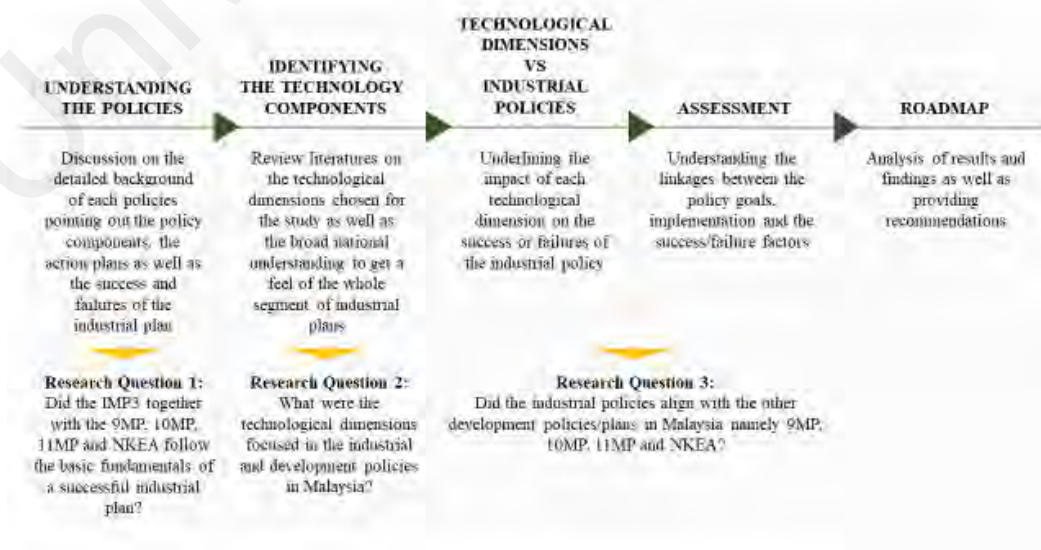 Uni
UNDERSTANDING
THE POLICIES
Discussion on the
detailed background
of each policies
pointing out the policy
components, the
action plans as well as
the success and
failures of the
industrial plan
Research Question 1:
Did the IMP3 together
with the 9MP, 10MP,
11MP and NKEA follow
the basic fundamentals of
a successful industrial
plan?
IDENTIFYING
THE TECHNOLOGY
COMPONENTS
Review literatures on
the technological
dimensions chosen for
the study as well as
the broad national
understanding to get a
feel of the whole
segment of industrial
plans
Research Question 2:
What were the
technological dimensions
focused in the industrial
and development policies
in Malaysia?
TECHNOLOGICAL
DIMENSIONS
VS
INDUSTRIAL
POLICIES
Underlining the
impact of each
technological
dimension on the
success or failures of
the industrial policy
ASSESSMENT
Understanding the
linkages between the
policy goals,
implementation and the
success/failure factors
Research Question 3:
Did the industrial policies align with the other
development policies/plans in Malaysia namely 9MP,
10MP, 11MP and NKEA?
ROADMAP
Analysis of results and
findings as well as
providing
recommendations